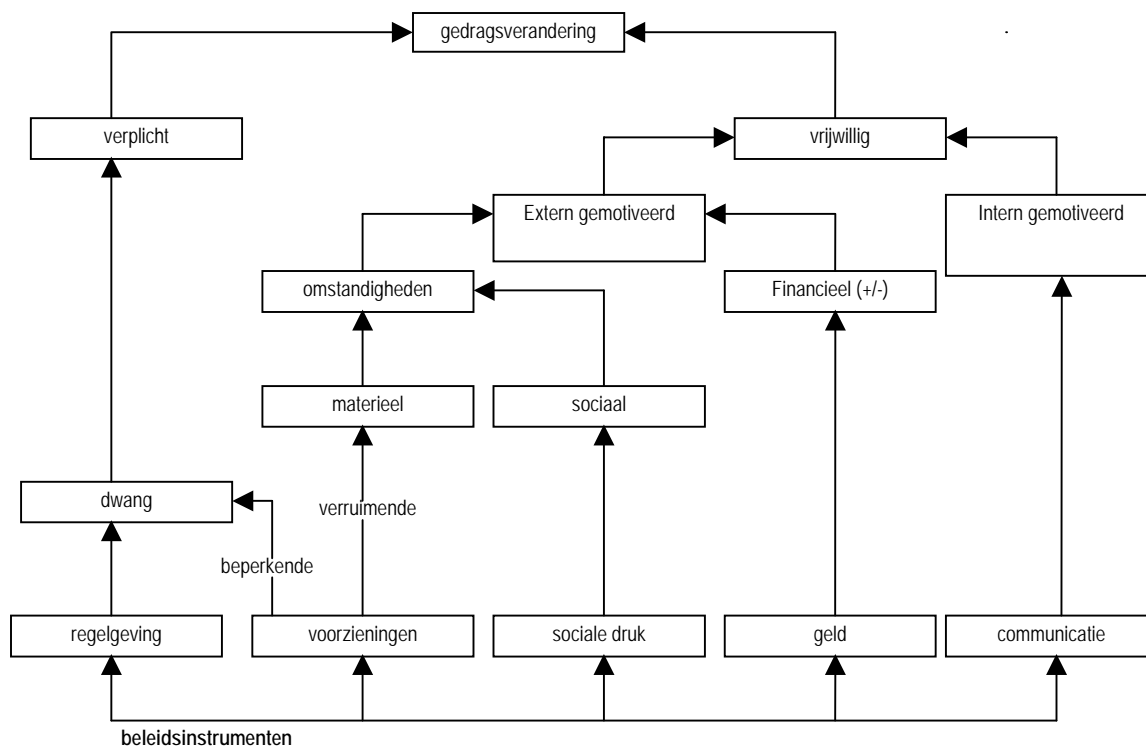 gedragsverandering
verplicht
vrijwillig
Extern gemotiveerd
Intern gemotiveerd
omstandigheden
Financieel (+/-)
materieel
sociaal
dwang
verruimende
beperkende
regelgeving
voorzieningen
sociale druk
geld
communicatie
beleidsinstrumenten